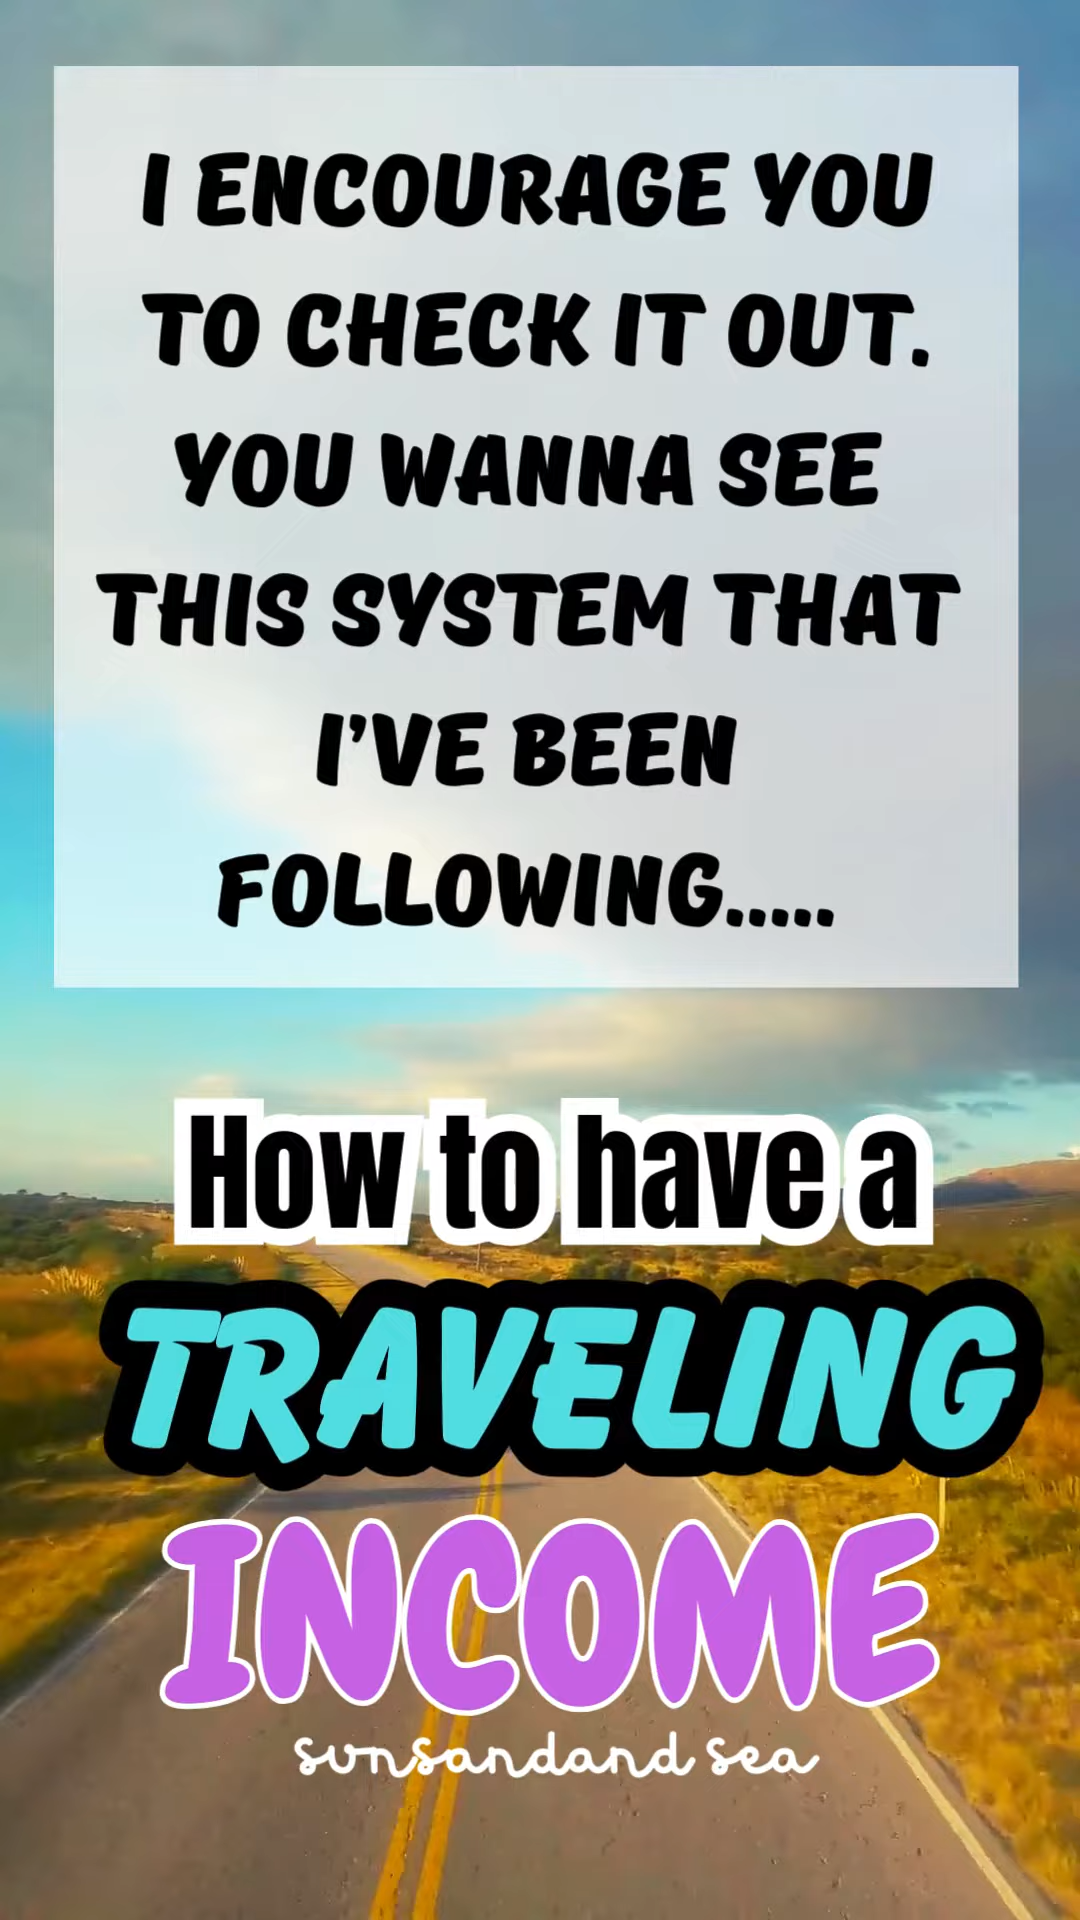 I ENCOURAGE YOU
TO CHECK IT OUT.
YOU WANNA SEE
THIS SYSTEM THAT
I'VE BEEN
FOLLOWING.....
How to have a
TRAVELING
INCOME
sunsandand sea